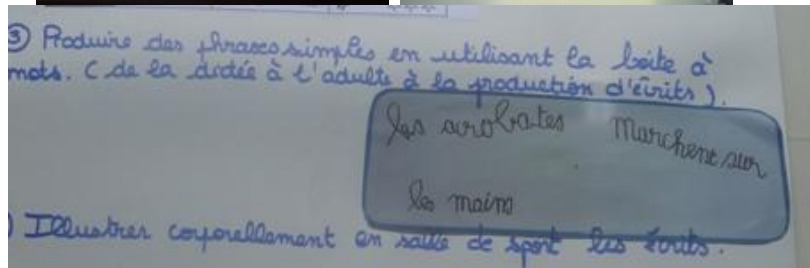 ③ Produire des phrases simples en utilisant la boîte à
mots. (de la dictée à l'adulte à la production d'écrits).
les acrobates Marchent sur
les mains
) Illustrer corporellement en salle de sport les écrits.